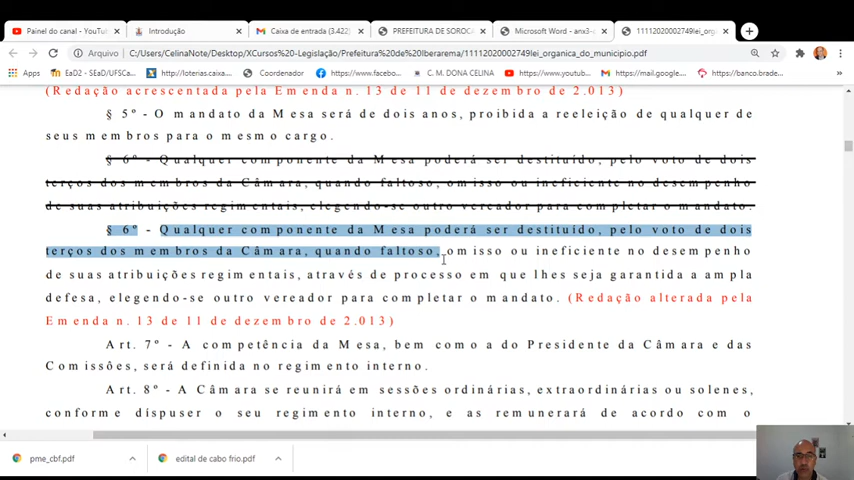 Painel do canal - YouTu
Introdução
Caixa de entrada (3.422
PREFEITURA DE SOROCA
Microsoft Word - anx3-
11112020002749lei_orga
Arquivo
C:/Users/CelinaNote/Desktop/XCursos%20-Legislação/Prefeitura%20de%20Iberarema/11112020002749lei_organica_do_municipio.pdf
Apps
EaD2 - SEaD/UFSCa...
http://loterias.caixa...
Coordenador
https://www.facebo...
C. M. DONA CELINA
https://www.youtub...
https://mail.google....
https://banco.brade...
(Redação acrescentada pela Emenda n. 13 de 11 de dezembro de 2.013)
§ 5º - O mandato da Mesa será de dois anos, proibida a reeleição de qualquer de
seus membros para o mesmo cargo.
§ 6º - Qualquer componente da Mesa poderá ser destituído, pelo voto de dois
terços dos membros da Câmara, quando faltoso, omisso ou ineficiente no desempenho
de suas atribuições regimentais, elegendo-se outro vereador para completar o mandato.
§ 6º - Qualquer componente da Mesa poderá ser destituído, pelo voto de dois
terços dos membros da Câmara, quando faltoso, omisso ou ineficiente no desempenho
de suas atribuições regimentais, através de processo em que lhes seja garantida a ampla
defesa, elegendo-se outro vereador para completar o mandato. (Redação alterada pela
Emenda n. 13 de 11 de dezembro de 2.013)
Art. 7º - A competência da Mesa, bem como a do Presidente da Câmara e das
Comissões, será definida no regimento interno.
Art. 8º - A Câmara se reunirá em sessões ordinárias, extraordinárias ou solenes,
conforme dispuser o seu regimento interno, e as remunerará de acordo com o
pme_cbf.pdf
edital de cabo frio.pdf